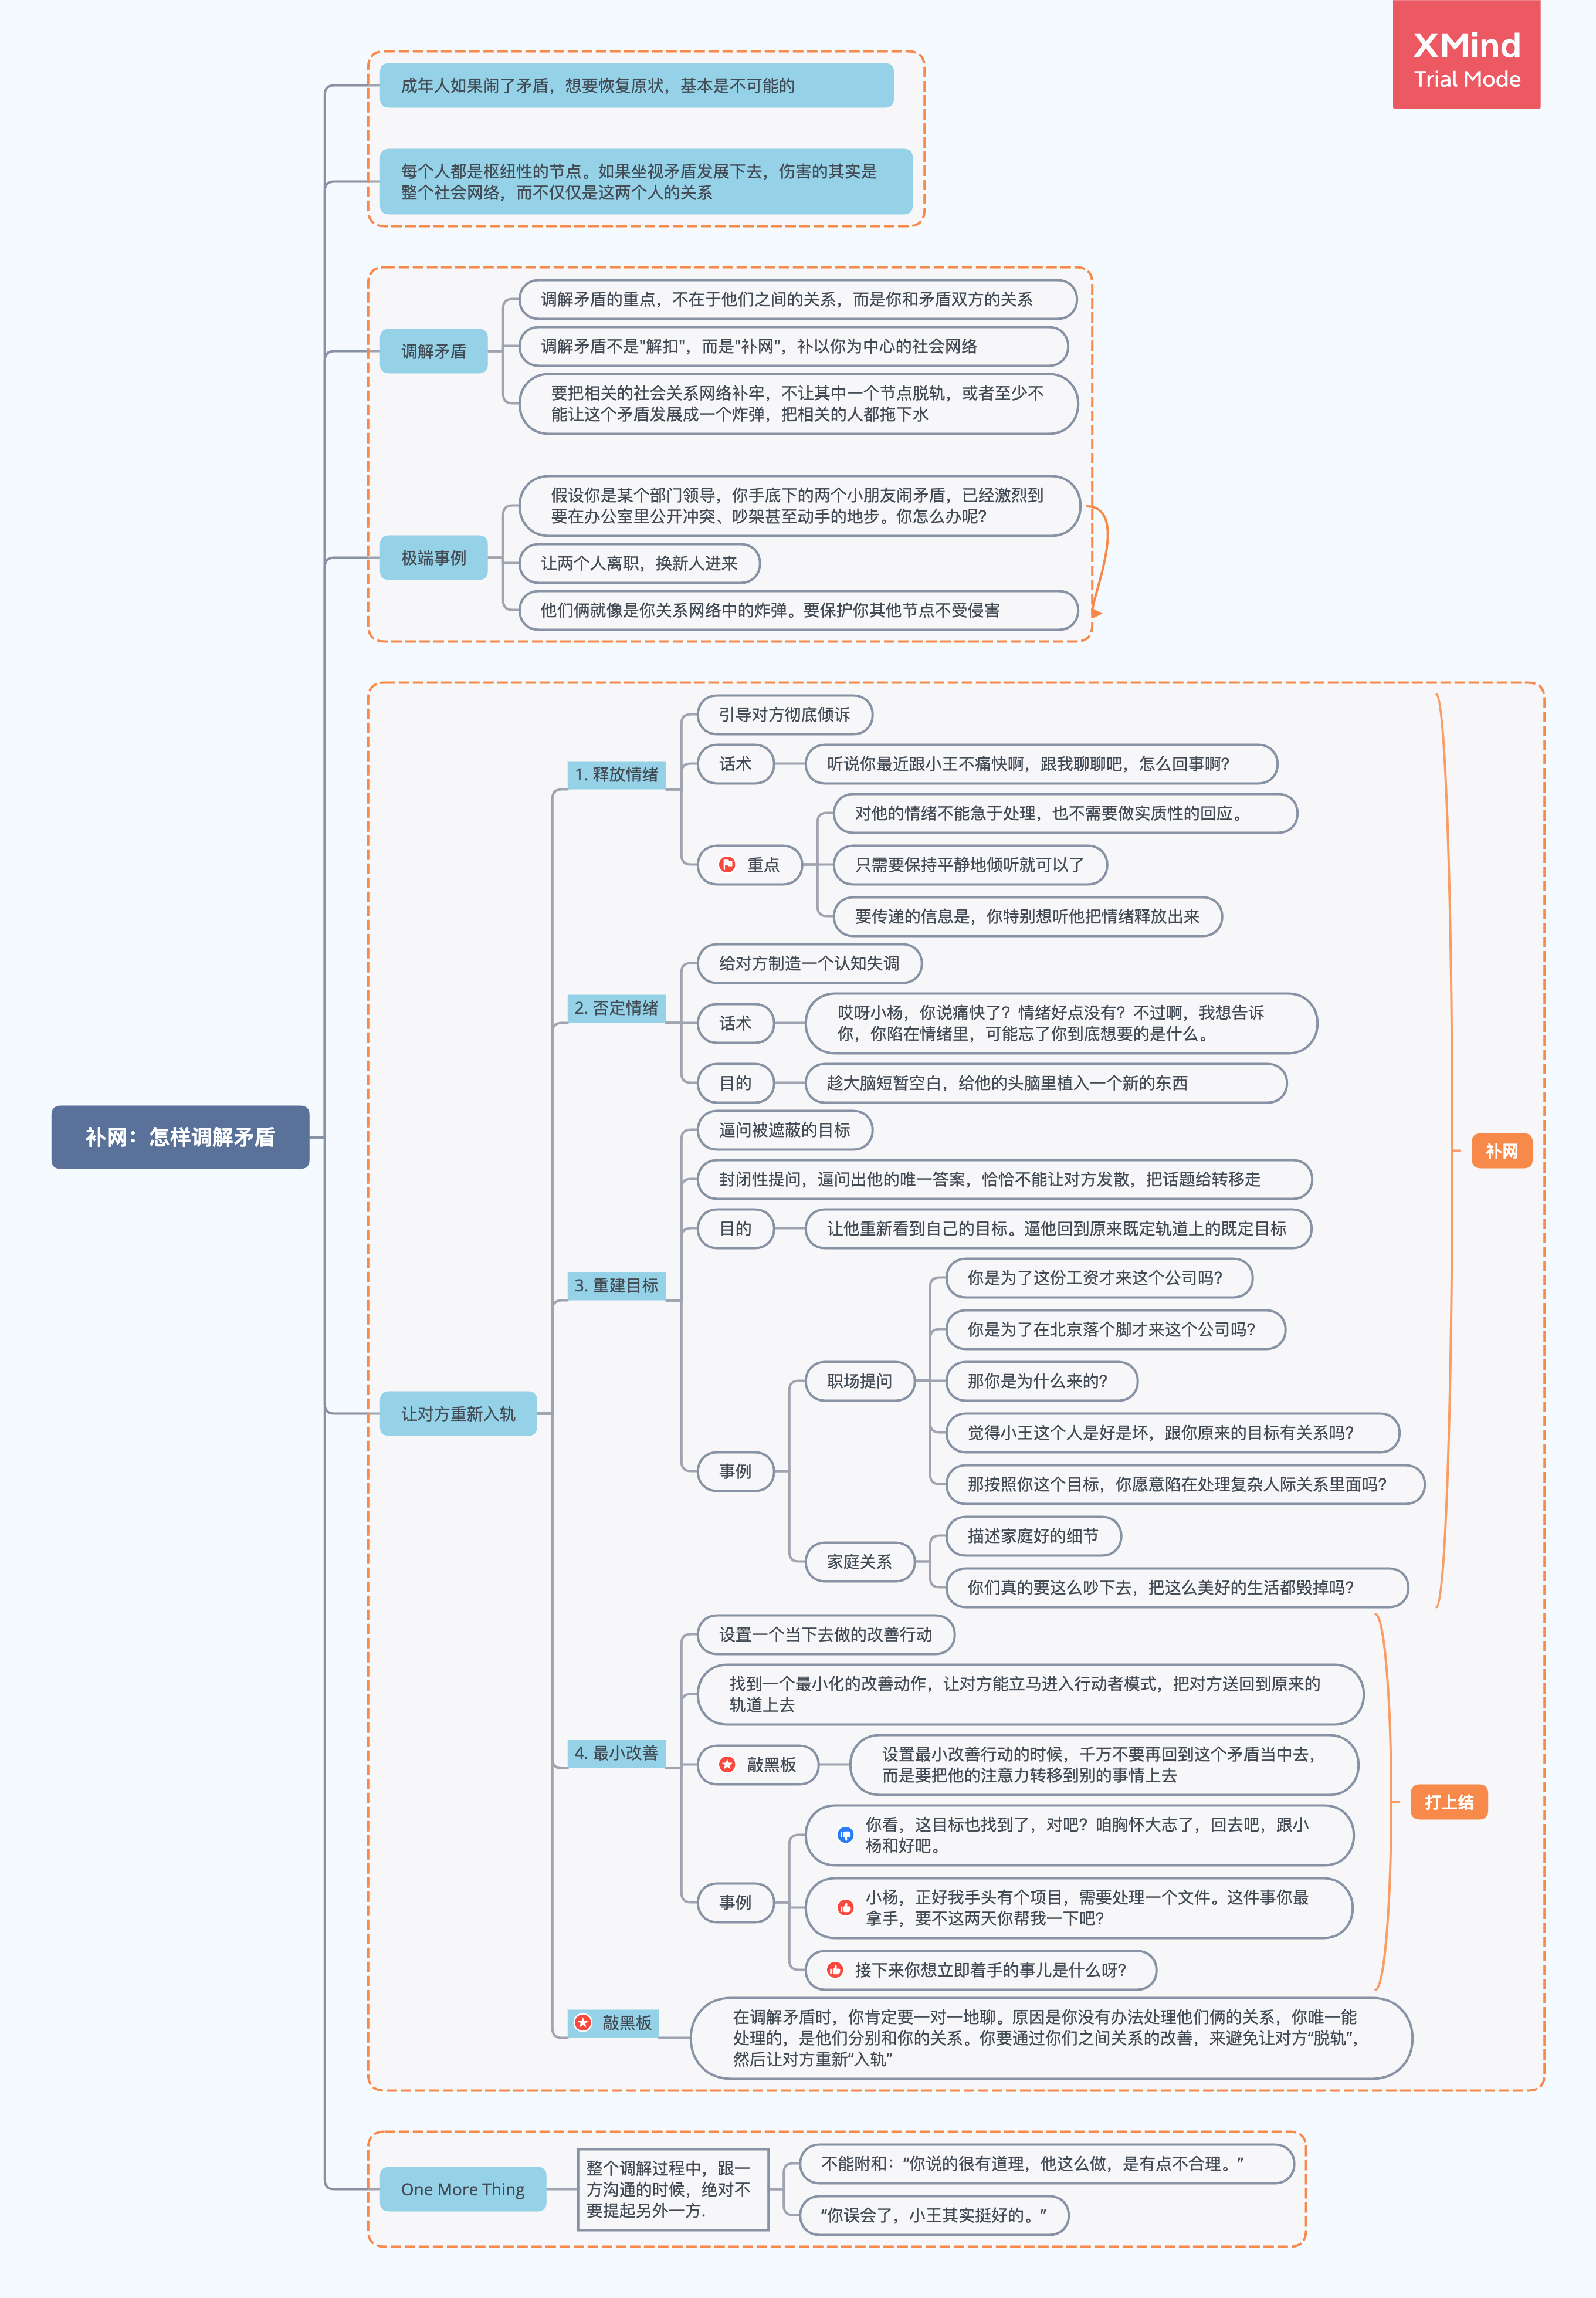 XMind
Trial Mode
成年人如果闹了矛盾，想要恢复原状，基本是不可能的
每个人都是枢纽性的节点。如果坐视矛盾发展下去，伤害的其实是
整个社会网络，而不仅仅是这两个人的关系
调解矛盾
调解矛盾的重点，不在于他们之间的关系，而是你和矛盾双方的关系
调解矛盾不是"解扣"，而是"补网"，补以你为中心的社会网络
要把相关的社会关系网络补牢，不让其中一个节点脱轨，或者至少不
能让这个矛盾发展成一个炸弹，把相关的人都拖下水
极端事例
假设你是某个部门领导，你手底下的两个小朋友闹矛盾，已经激烈到
要在办公室里公开冲突、吵架甚至动手的地步。你怎么办呢？
让两个人离职，换新人进来
他们俩就像是你关系网络中的炸弹。要保护你其他节点不受侵害
补网：怎样调解矛盾
让对方重新入轨
1. 释放情绪
引导对方彻底倾诉
话术
听说你最近跟小王不痛快啊，跟我聊聊吧，怎么回事啊？
重点
对他的情绪不能急于处理，也不需要做实质性的回应。
只需要保持平静地倾听就可以了
要传递的信息是，你特别想听他把情绪释放出来
2. 否定情绪
给对方制造一个认知失调
话术
哎呀小杨，你说痛快了？情绪好点没有？不过啊，我想告诉
你，你陷在情绪里，可能忘了你到底想要的是什么。
目的
趁大脑短暂空白，给他的头脑里植入一个新的东西
3. 重建目标
逼问被遮蔽的目标
封闭性提问，逼问出他的唯一答案，恰恰不能让对方发散，把话题给转移走
目的
让他重新看到自己的目标。逼他回到原来既定轨道上的既定目标
事例
职场提问
你是为了这份工资才来这个公司吗？
你是为了在北京落个脚才来这个公司吗？
那你是为什么来的？
觉得小王这个人是好是坏，跟你原来的目标有关系吗？
那按照你这个目标，你愿意陷在处理复杂人际关系里面吗？
家庭关系
描述家庭好的细节
你们真的要这么吵下去，把这么美好的生活都毁掉吗？
补网
4. 最小改善
设置一个当下去做的改善行动
找到一个最小化的改善动作，让对方能立马进入行动者模式，把对方送回到原来的
轨道上去
敲黑板
设置最小改善行动的时候，千万不要再回到这个矛盾当中去，
而是要把他的注意力转移到别的事情上去
事例
你看，这目标也找到了，对吧？咱胸怀大志了，回去吧，跟小
杨和好吧。
小杨，正好我手头有个项目，需要处理一个文件。这件事你最
拿手，要不这两天你帮我一下吧？
接下来你想立即着手的事儿是什么呀？
打上结
敲黑板
在调解矛盾时，你肯定要一对一地聊。原因是你没有办法处理他们俩的关系，你唯一能
处理的，是他们分别和你的关系。你要通过你们之间关系的改善，来避免让对方“脱轨”，
然后让对方重新“入轨”
One More Thing
整个调解过程中，跟一
方沟通的时候，绝对不
要提起另外一方.
不能附和：“你说的很有道理，他这么做，是有点不合理。”
“你误会了，小王其实挺好的。”